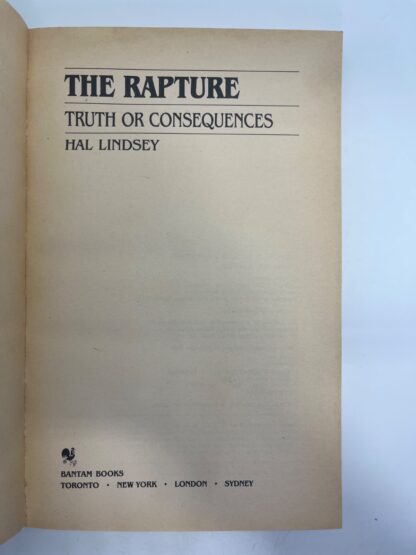 THE RAPTURE
TRUTH OR CONSEQUENCES
HAL LINDSEY
BANTAM BOOKS
TORONTO • NEW YORK • LONDON • SYDNEY